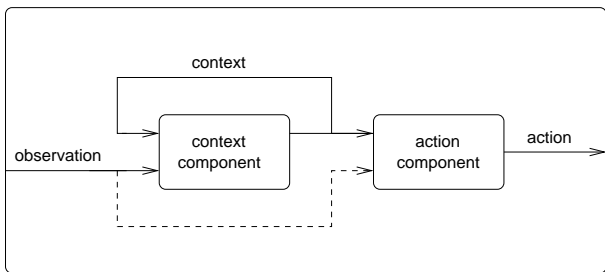 context
observation
context
component
action
component
action